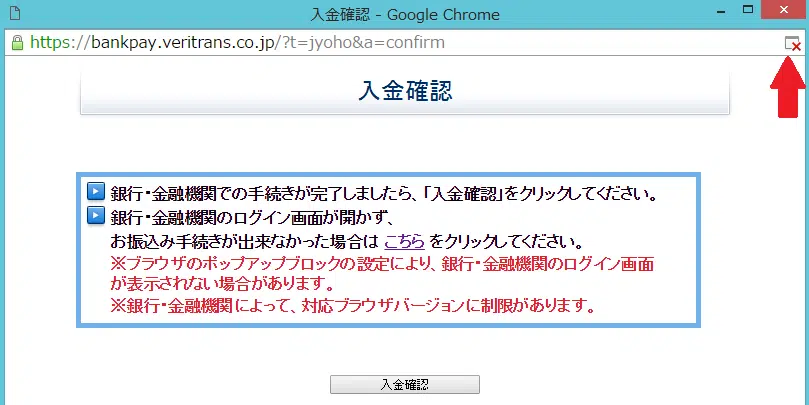 入金確認 - Google Chrome
https://bankpay.veritrans.co.jp/?t=jyoho&a=confirm
入金確認
銀行・金融機関での手続きが完了しましたら、「入金確認」をクリックしてください。
銀行・金融機関のログイン画面が開かず、
お振込み手続きが出来なかった場合は こちら をクリックしてください。
※ブラウザのポップアップブロックの設定により、銀行・金融機関のログイン画面
が表示されない場合があります。
※銀行・金融機関によって、対応ブラウザバージョンに制限があります。
入金確認